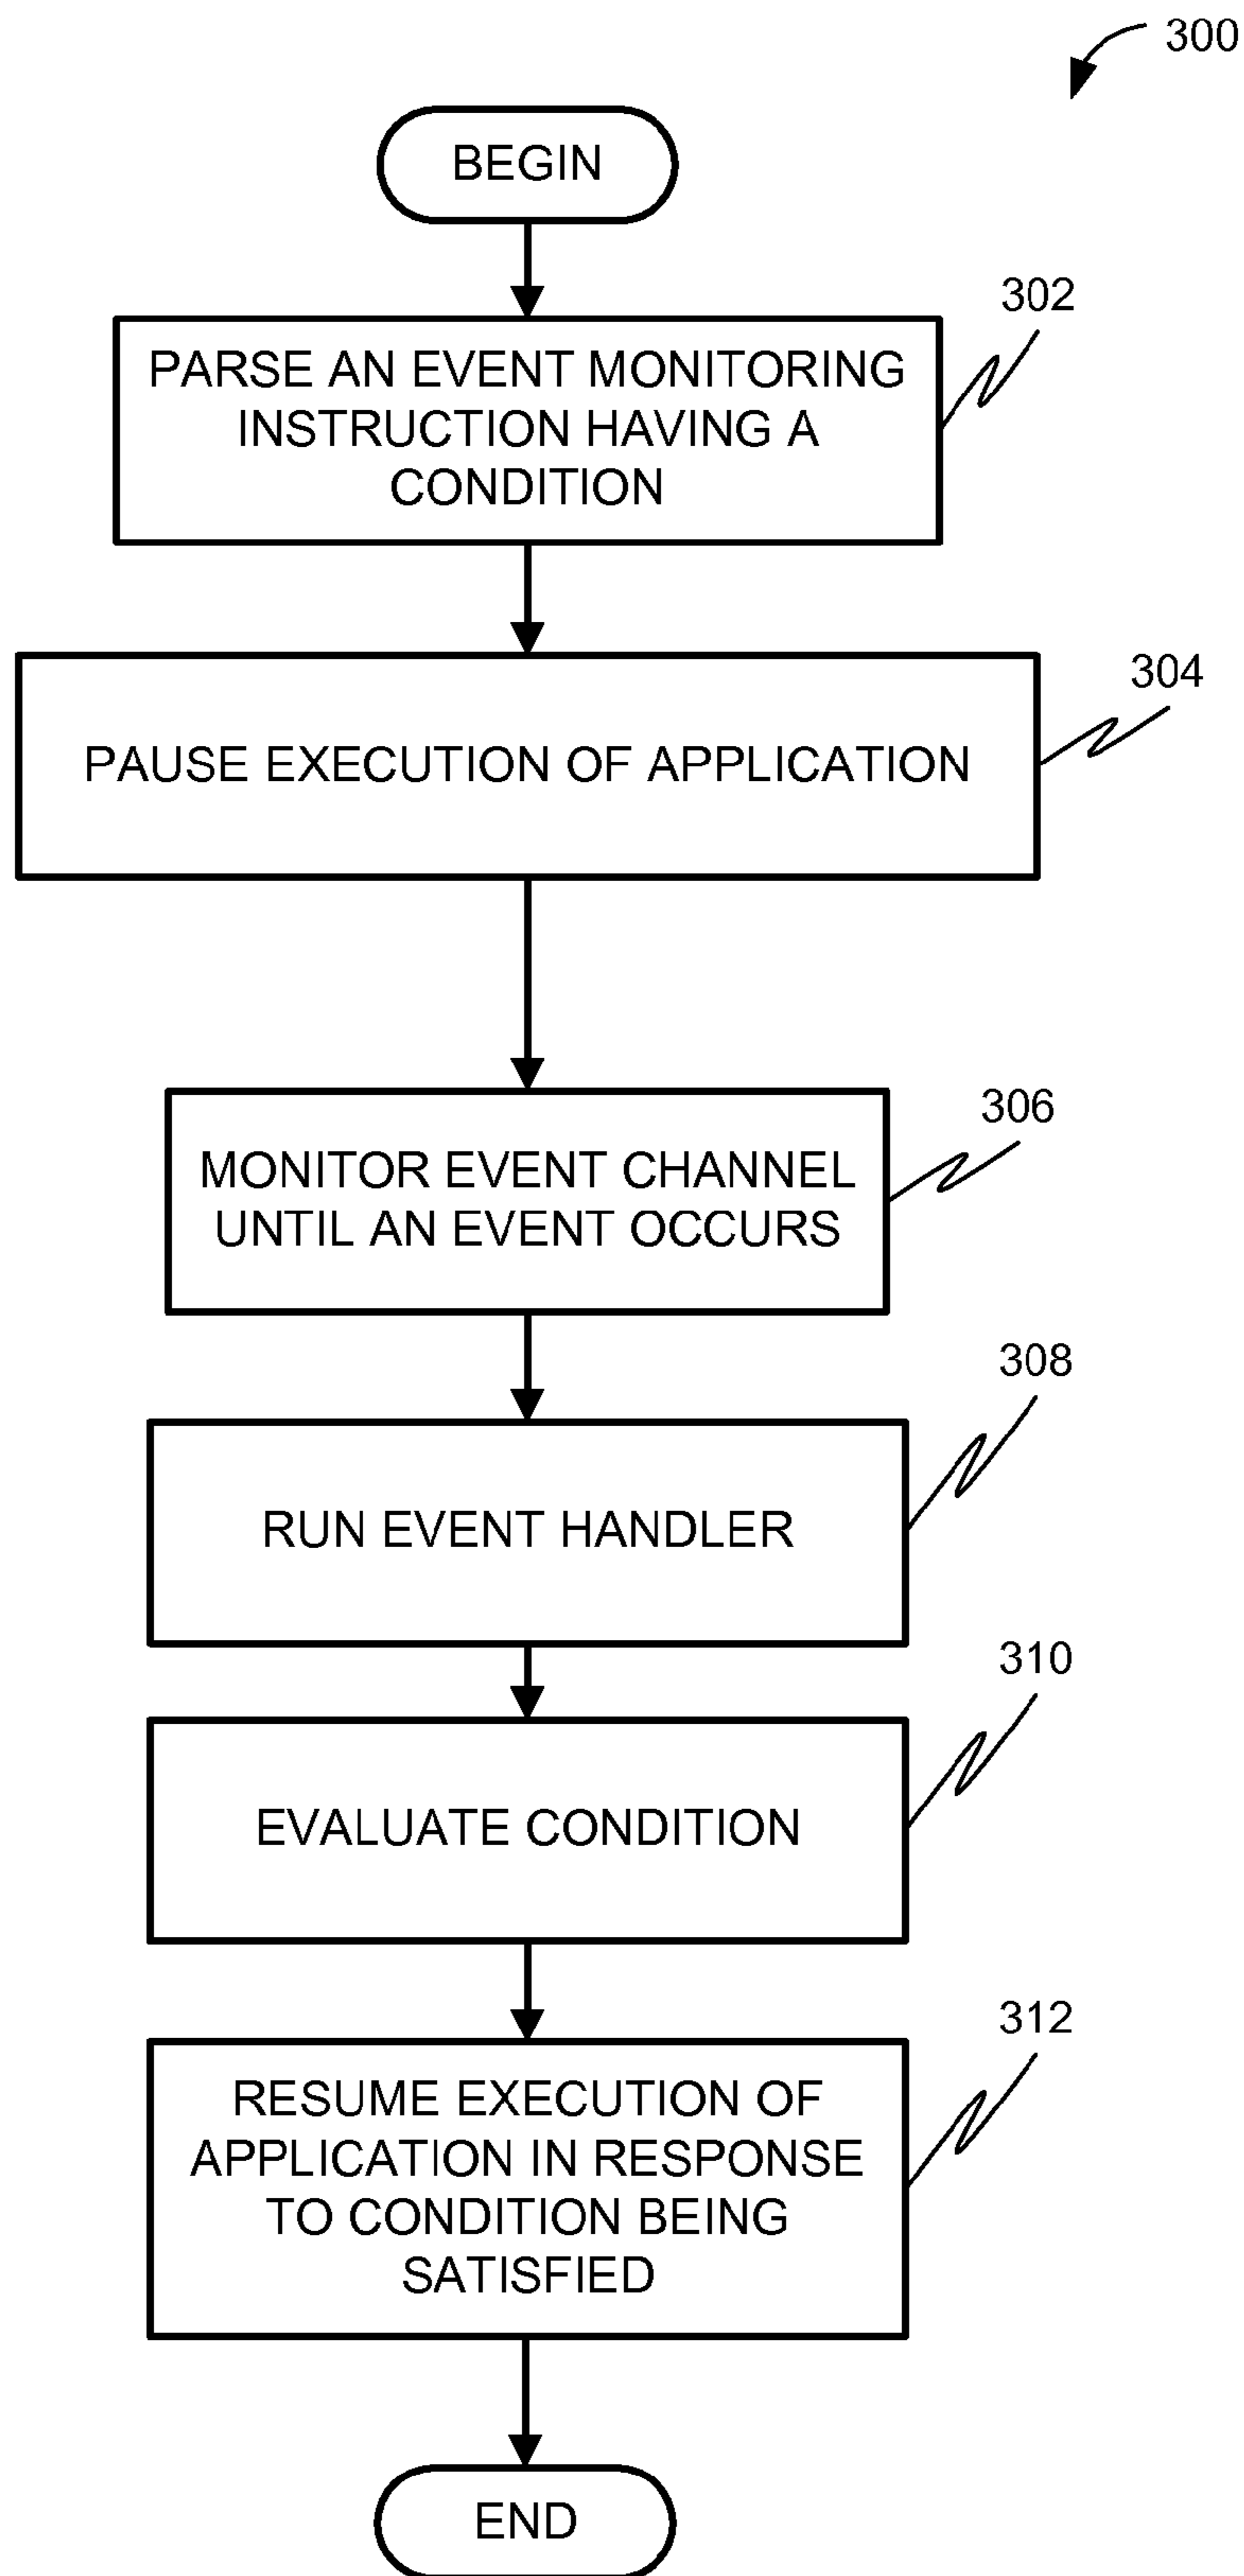 300
BEGIN
302
PARSE AN EVENT MONITORING
INSTRUCTION HAVING A
CONDITION
304
PAUSE EXECUTION OF APPLICATION
306
MONITOR EVENT CHANNEL
UNTIL AN EVENT OCCURS
308
RUN EVENT HANDLER
310
EVALUATE CONDITION
312
RESUME EXECUTION OF
APPLICATION IN RESPONSE
TO CONDITION BEING
SATISFIED
END